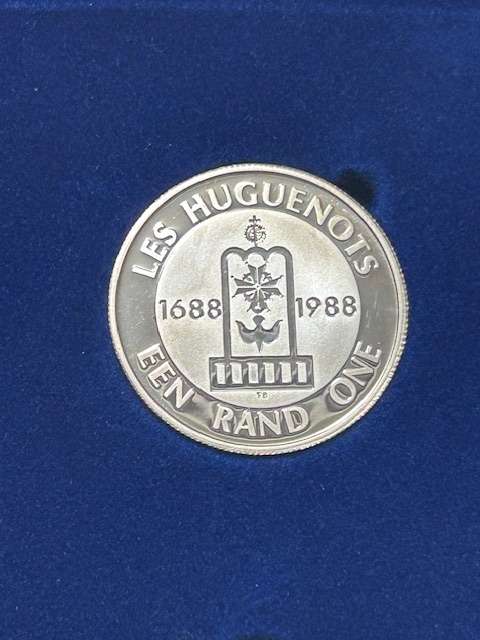 LES HUGUENOTS
1688 1988
EEN RAND ONE